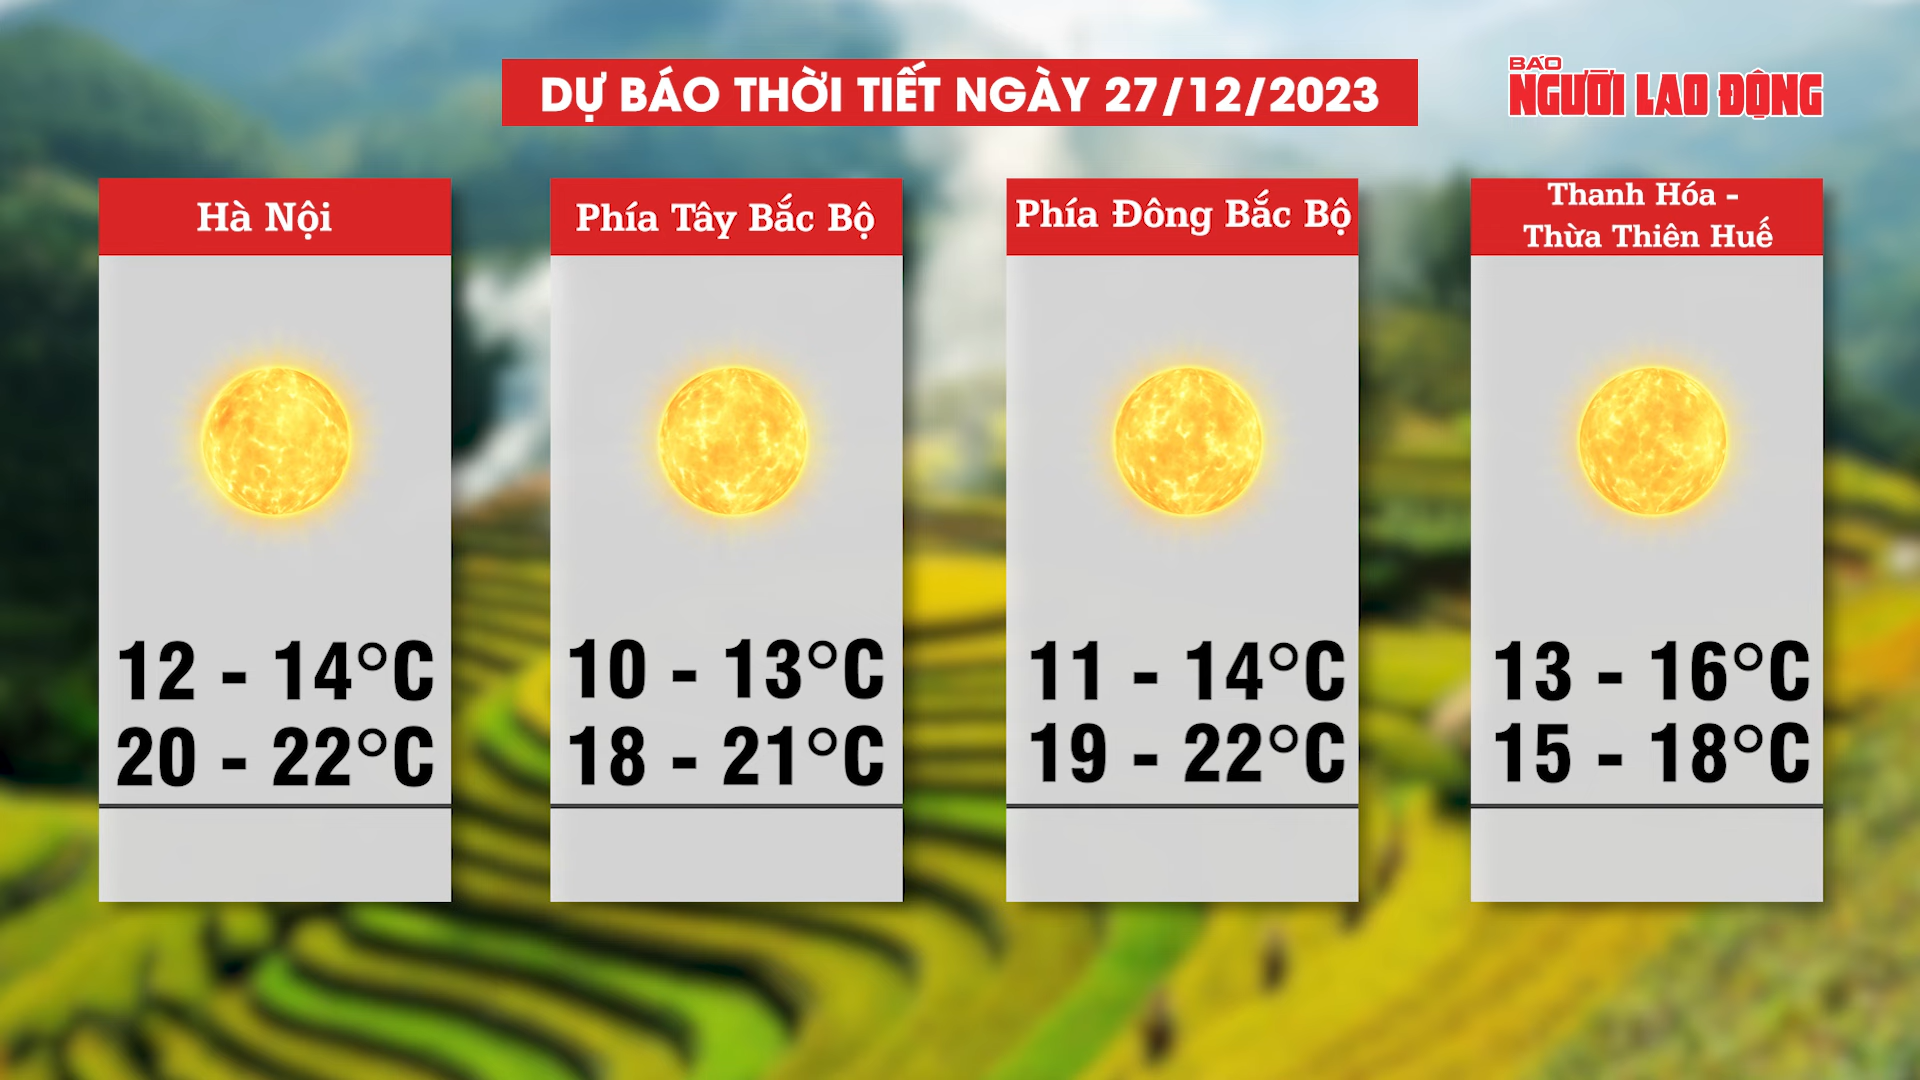 DỰ BÁO THỜI TIẾT NGÀY 27/12/2023
BÁO
NGƯỜI LAO ĐỘNG
Hà Nội
12 - 14°C
20 - 22°C
Phía Tây Bắc Bộ
10 - 13°C
18 - 21°C
Phía Đông Bắc Bộ
11 - 14°C
19 - 22°C
Thanh Hóa -
Thừa Thiên Huế
13 - 16°C
15 - 18°C